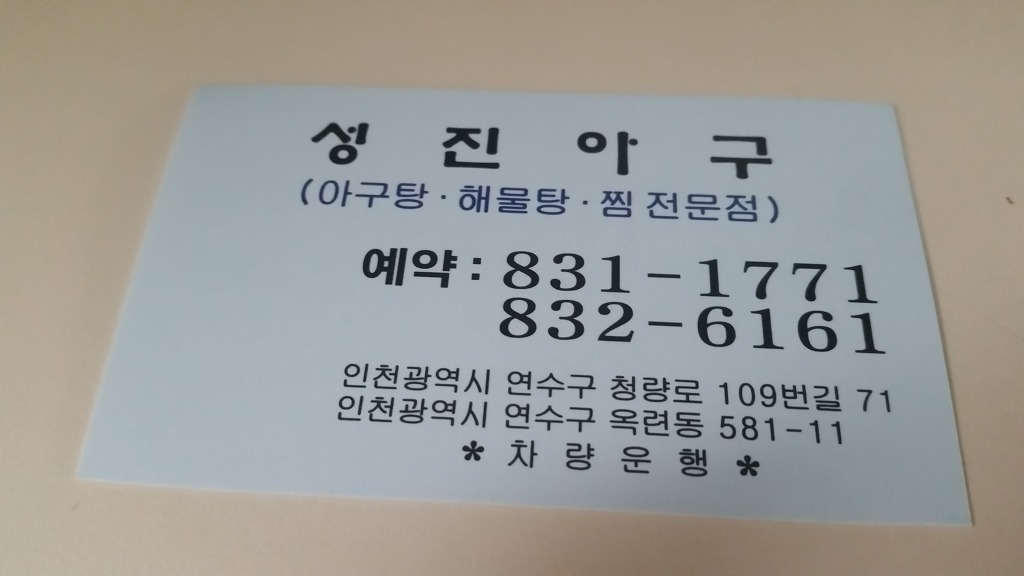 성 진 아 구
(아구탕 · 해물탕 · 찜 전문점)
예약 : 831-1771
832-6161
인천광역시 연수구 청량로 109번길 71
인천광역시 연수구 옥련동 581-11
* 차 량 운 행 *